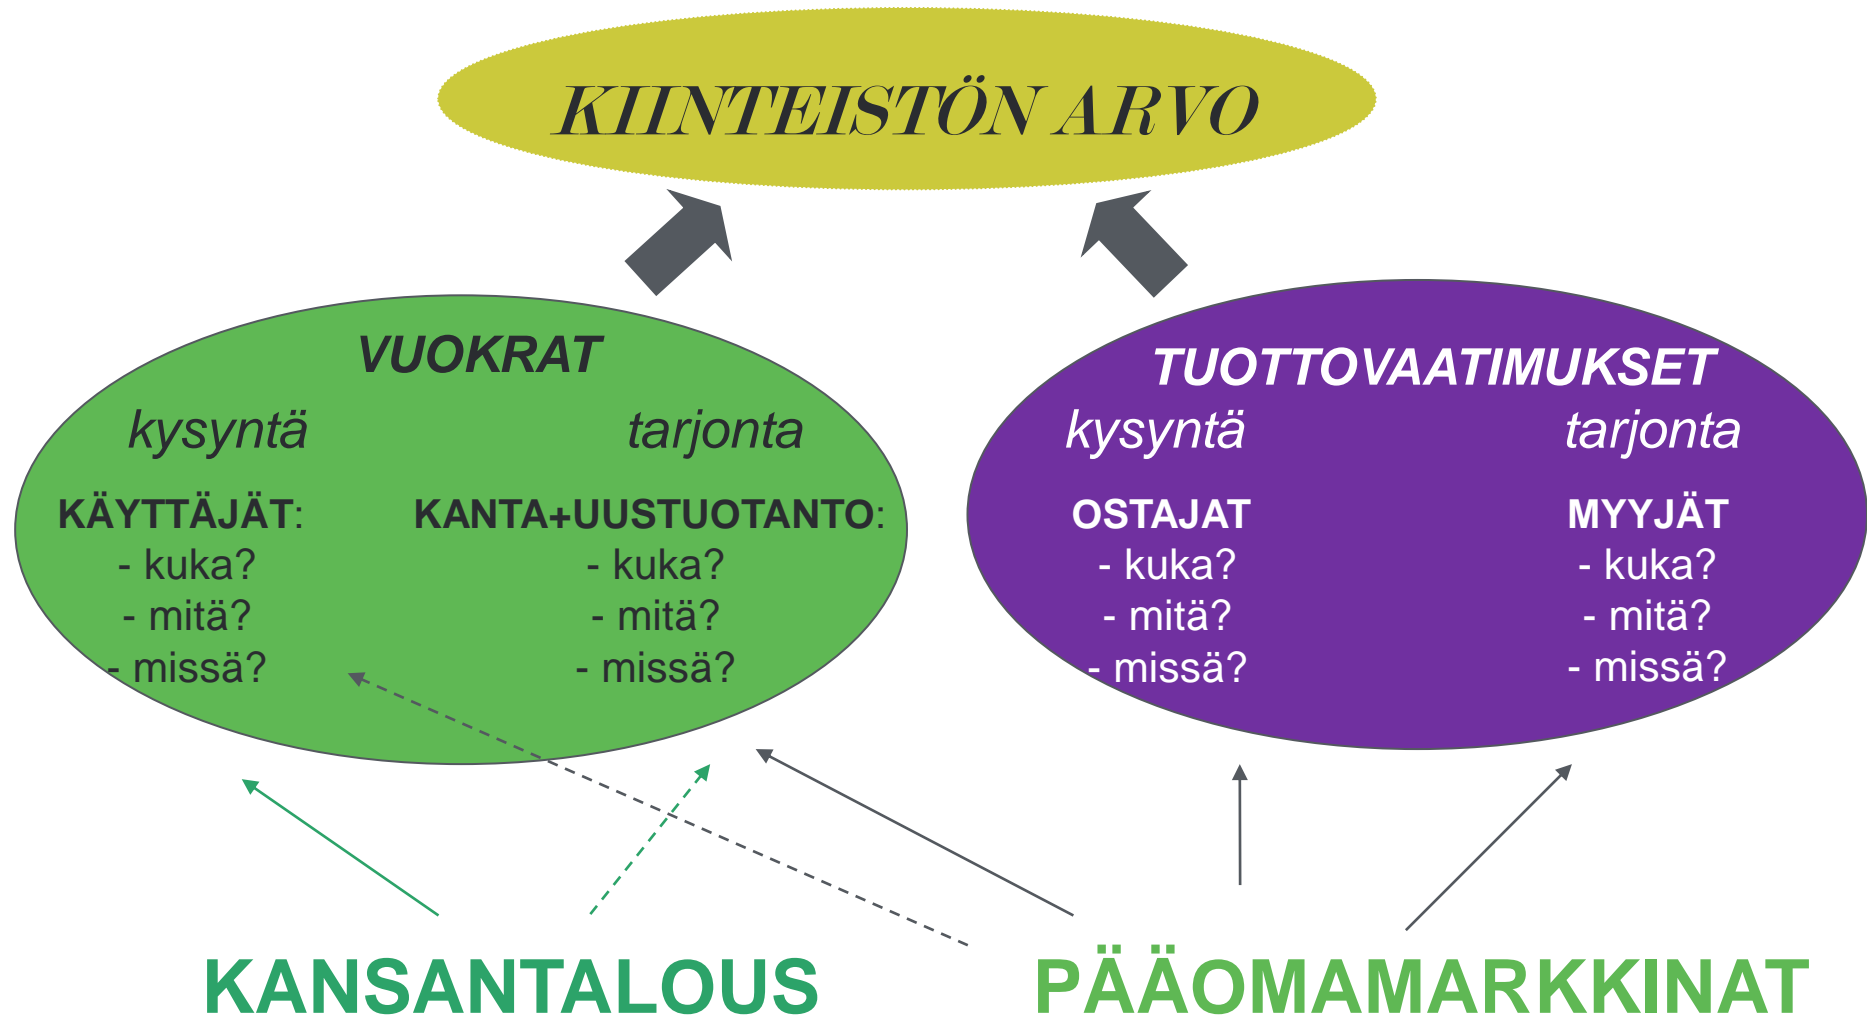 KIINTEISTÖN ARVO
VUOKRAT
kysyntä
tarjonta
KÄYTTÄJÄT:
- kuka?
- mitä?
- missä?
KANTA+UUSTUOTANTO:
- kuka?
- mitä?
- missä?
TUOTTOVAATIMUKSET
kysyntä
tarjonta
OSTAJAT
- kuka?
- mitä?
- missä?
MYYJÄT
- kuka?
- mitä?
- missä?
KANSANTALOUS
PÄÄOMAMARKKINAT